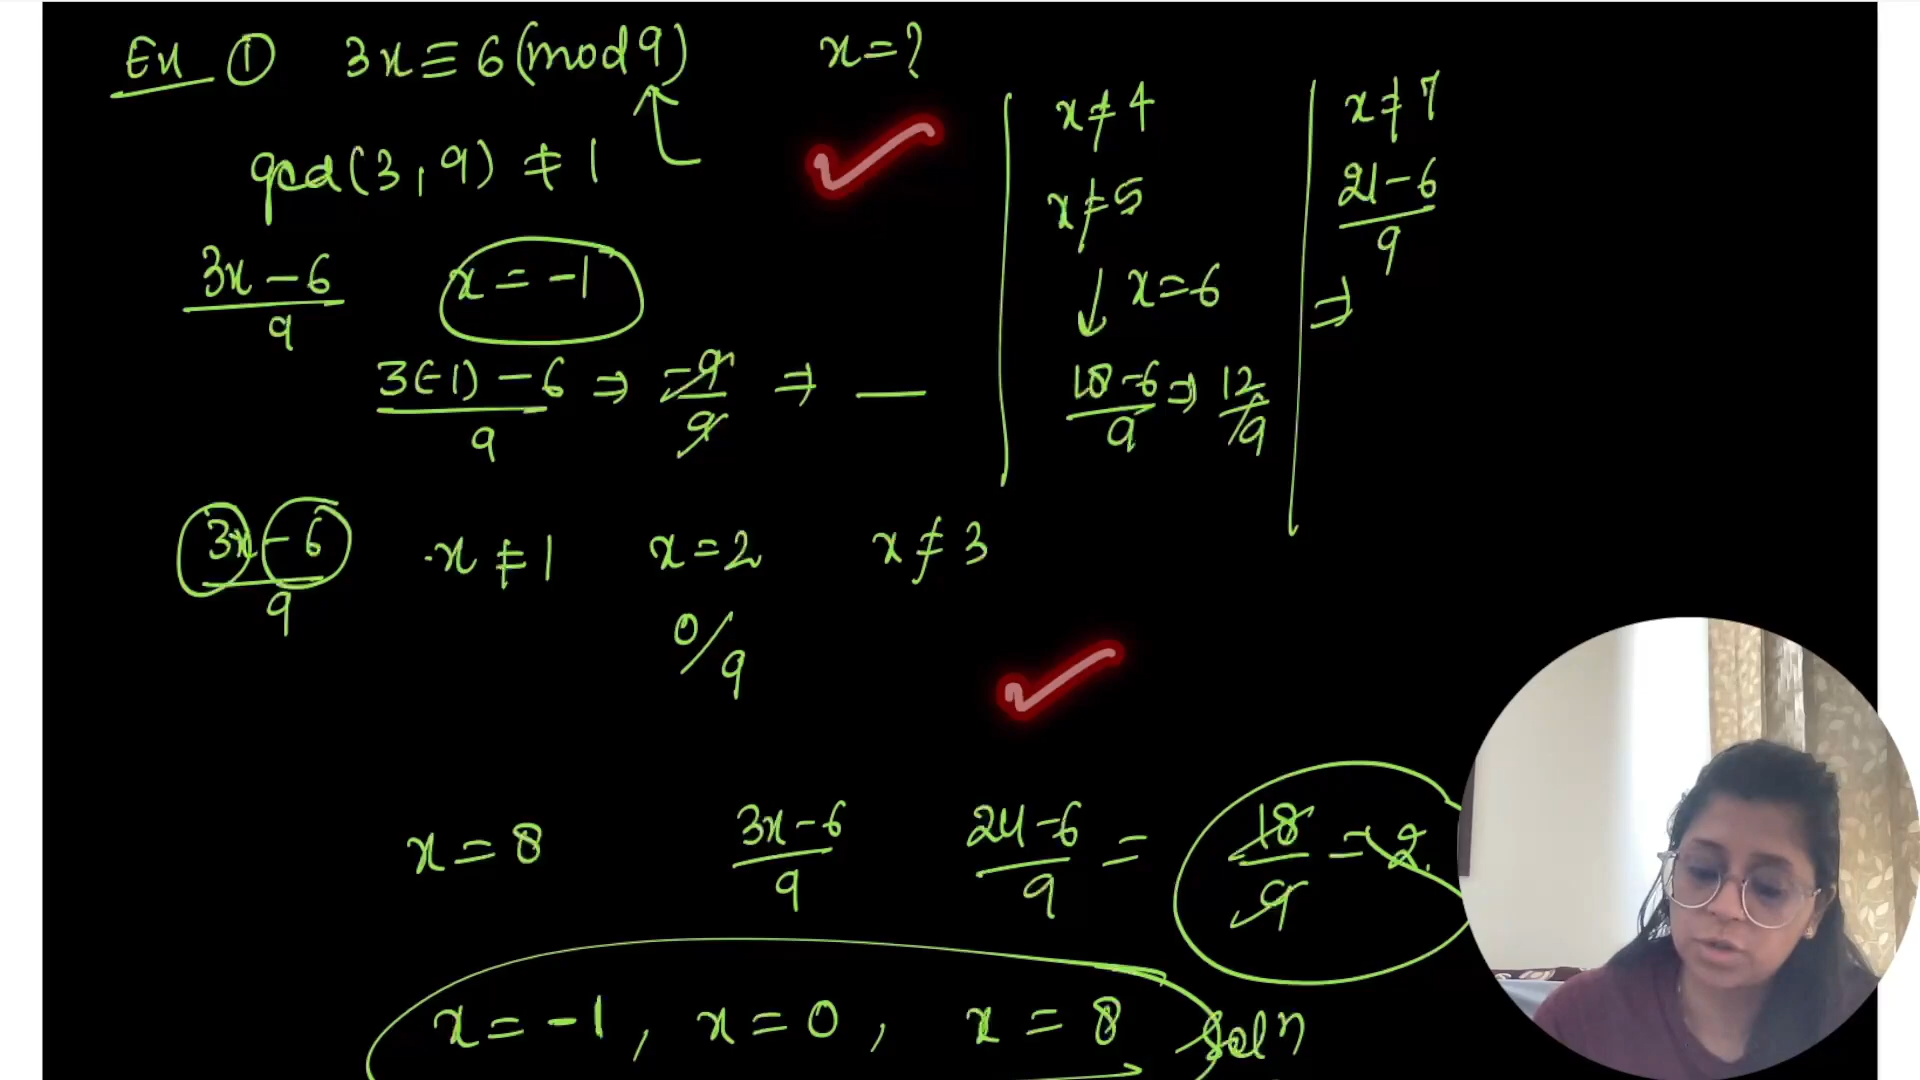 Ex ① 3x ≡ 6 (mod 9) x = ?
gcd(3, 9) ≠ 1
3x - 6 / 9 x = -1
3(-1) - 6 / 9 ⇒ -9 / 9 ⇒ —
3x - 6 / 9 x ≠ 1 x = 2 x ≠ 3
0/9
x ≠ 4
x ≠ 5
↓ x = 6
18 - 6 / 9 ⇒ 12 / 9
x ≠ 7
21 - 6 / 9
⇒
x = 8 3x - 6 / 9 24 - 6 / 9 = 18 / 9 = 2.
x = -1, x = 0, x = 8 Soln